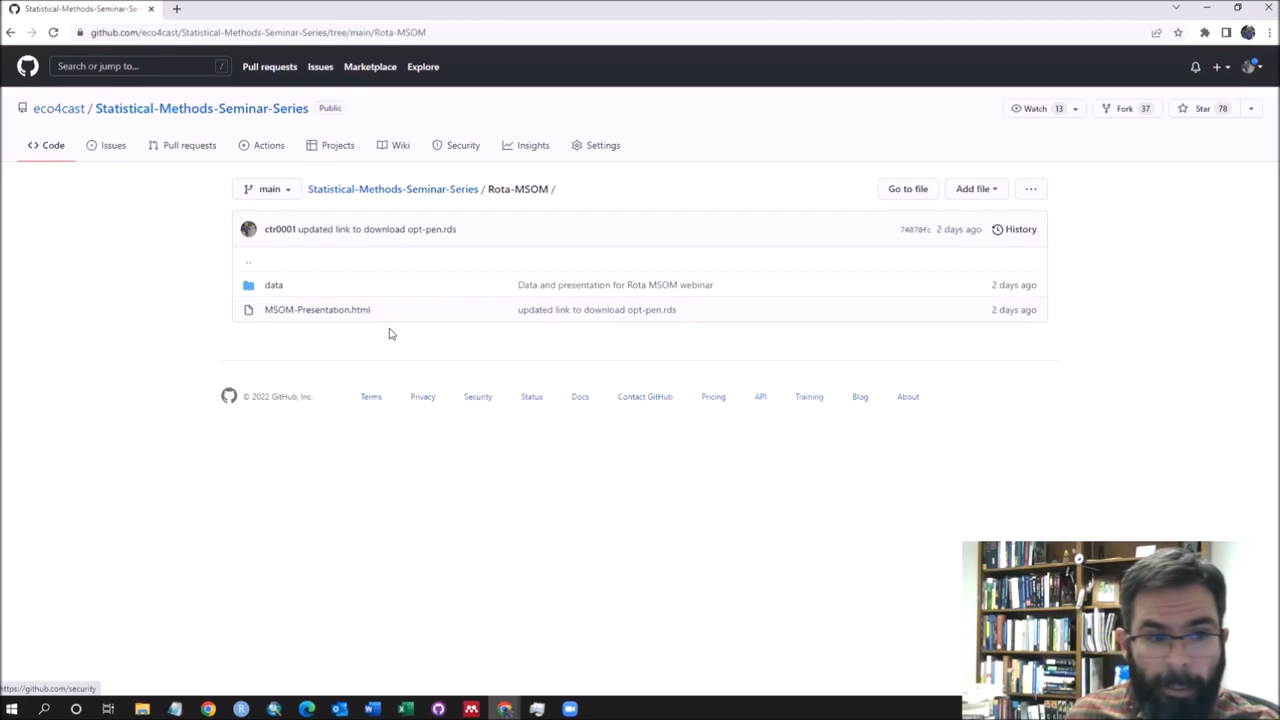 Statistical-Methods-Seminar-Ser
github.com/eco4cast/Statistical-Methods-Seminar-Series/tree/main/Rota-MSOM
Search or jump to... /
Pull requests Issues Marketplace Explore
eco4cast / Statistical-Methods-Seminar-Series Public
Watch 13 Fork 37 Star 78
Code Issues Pull requests Actions Projects Wiki Security Insights Settings
main Statistical-Methods-Seminar-Series / Rota-MSOM / Go to file Add file ...
ctr0001 updated link to download opt-pen.rds 74070fc 2 days ago History
..
data Data and presentation for Rota MSOM webinar 2 days ago
MSOM-Presentation.html updated link to download opt-pen.rds 2 days ago
© 2022 GitHub, Inc. Terms Privacy Security Status Docs Contact GitHub Pricing API Training Blog About
https://github.com/security